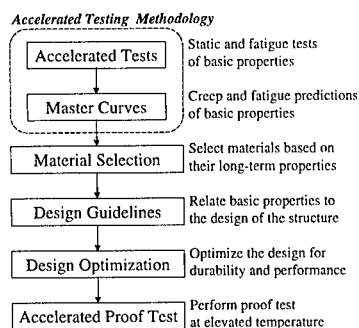 Accelerated Testing Methodology
Accelerated Tests
Static and fatigue tests
of basic properties
Master Curves
Creep and fatigue predictions
of basic properties
Material Selection
Select materials based on
their long-term properties
Design Guidelines
Relate basic properties to
the design of the structure
Design Optimization
Optimize the design for
durability and performance
Accelerated Proof Test
Perform proof test
at elevated temperature